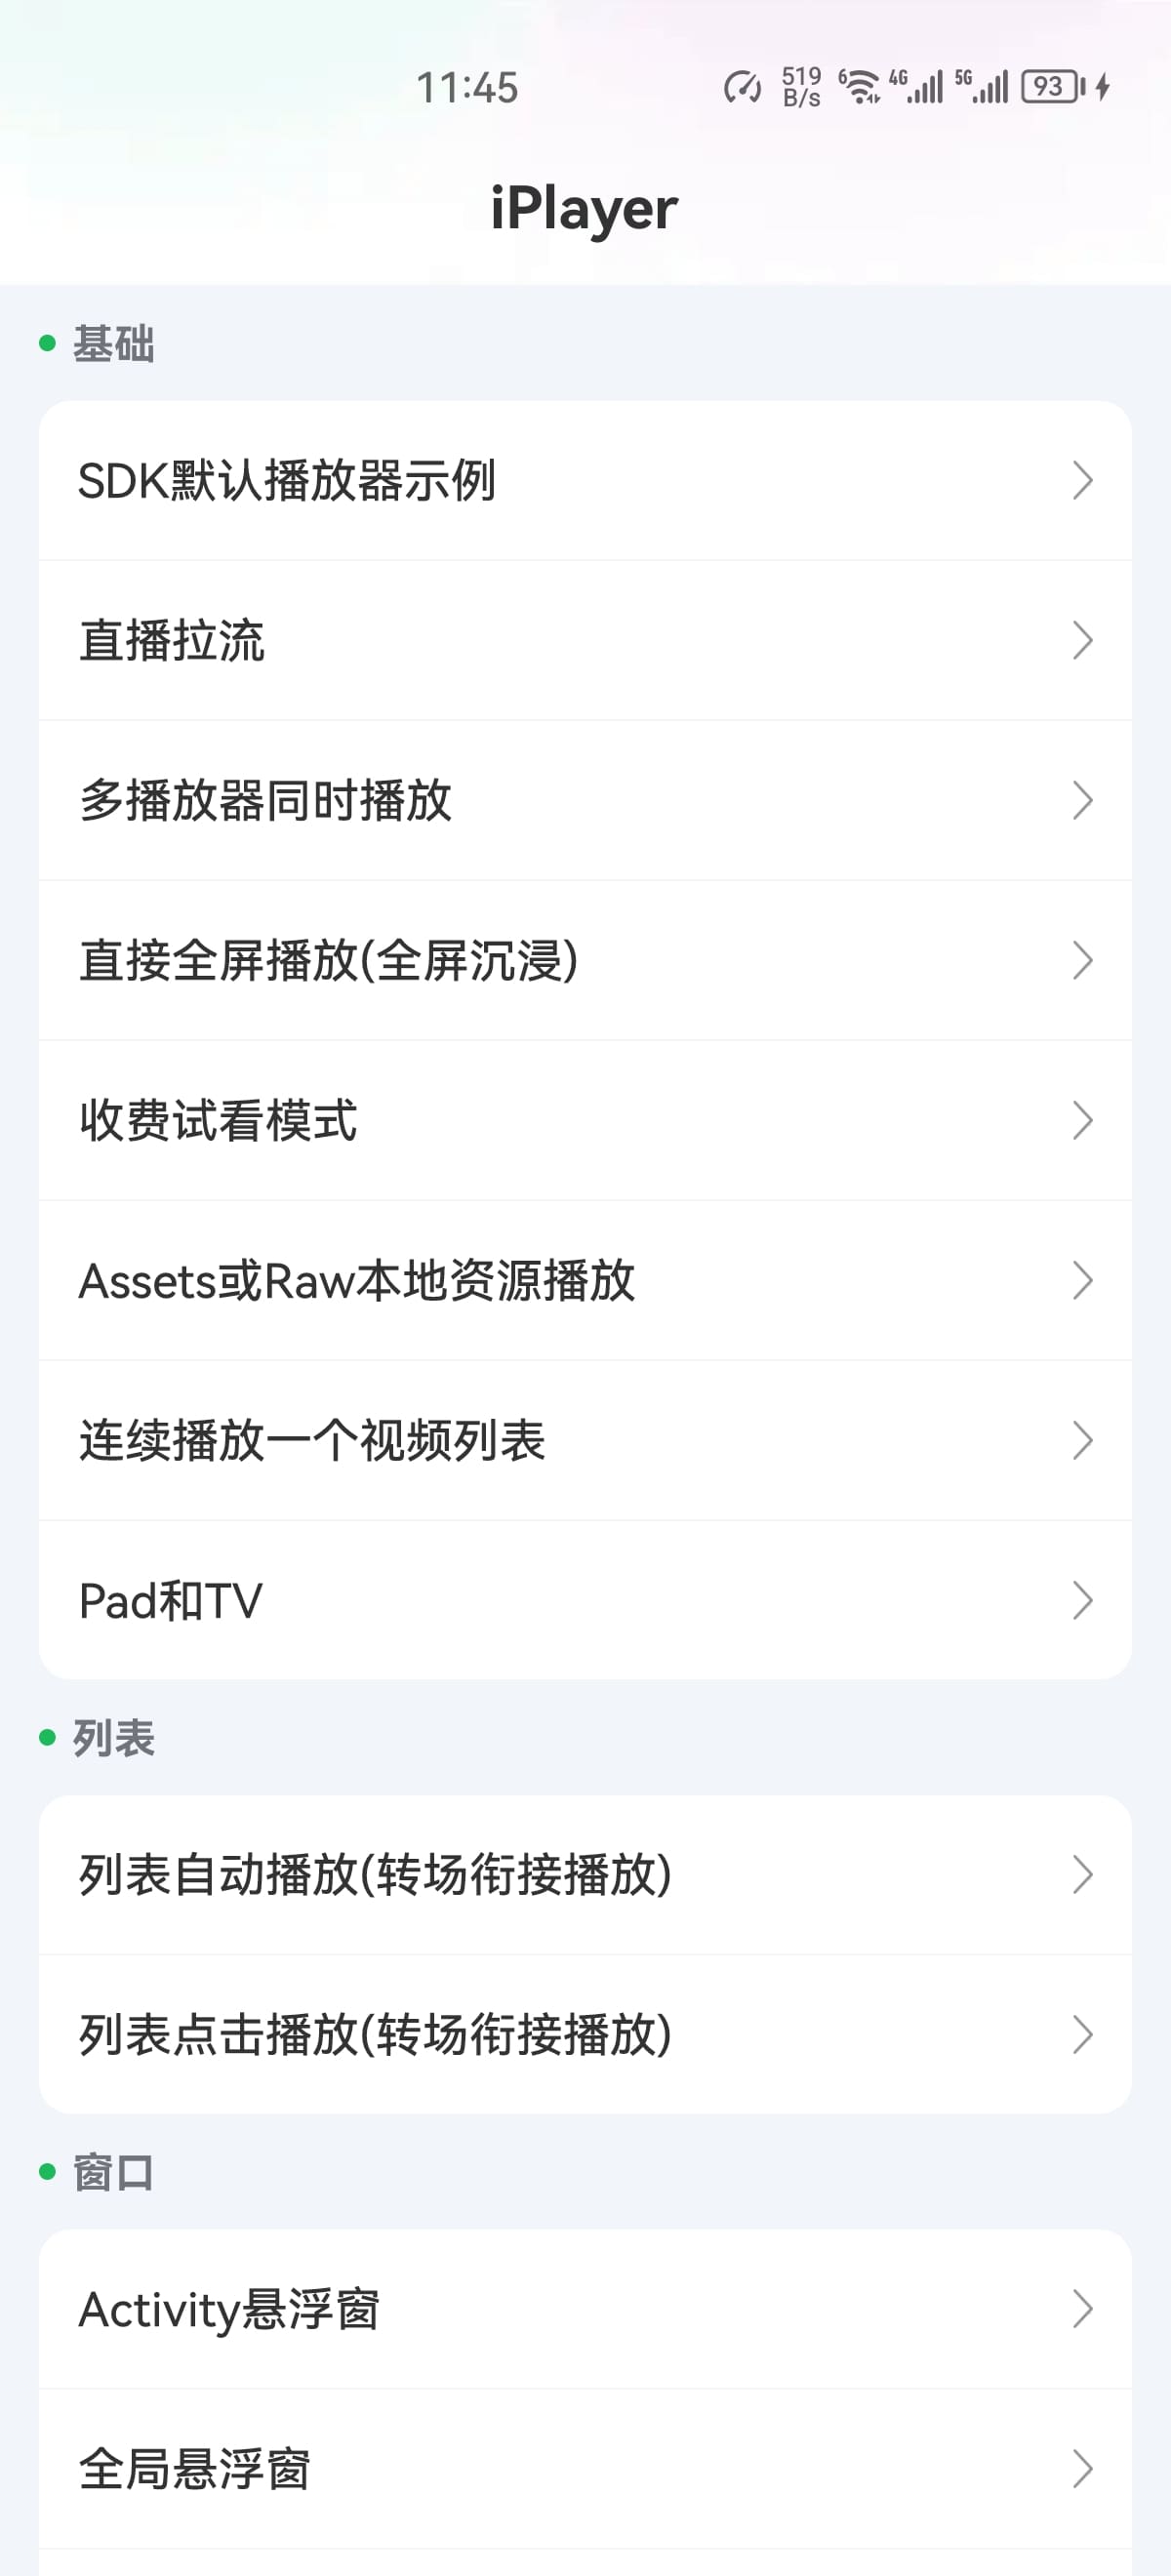 11:45 519 B/s 6 4G 5G 93
iPlayer
基础
SDK默认播放器示例
直播拉流
多播放器同时播放
直接全屏播放(全屏沉浸)
收费试看模式
Assets或Raw本地资源播放
连续播放一个视频列表
Pad和TV
列表
列表自动播放(转场衔接播放)
列表点击播放(转场衔接播放)
窗口
Activity悬浮窗
全局悬浮窗